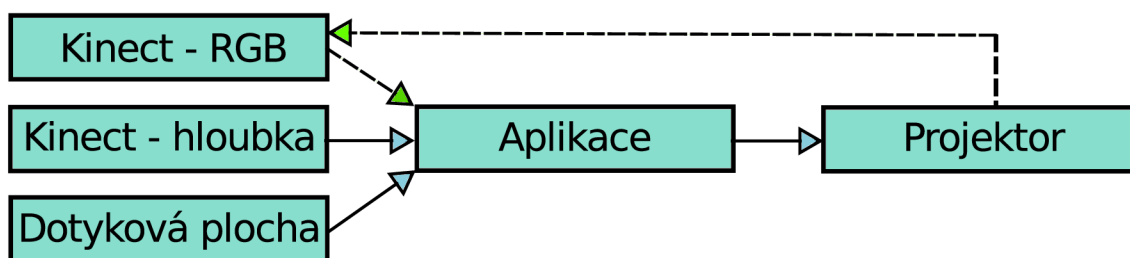 Kinect - RGB
Kinect - hloubka
Aplikace
Projektor
Dotyková plocha